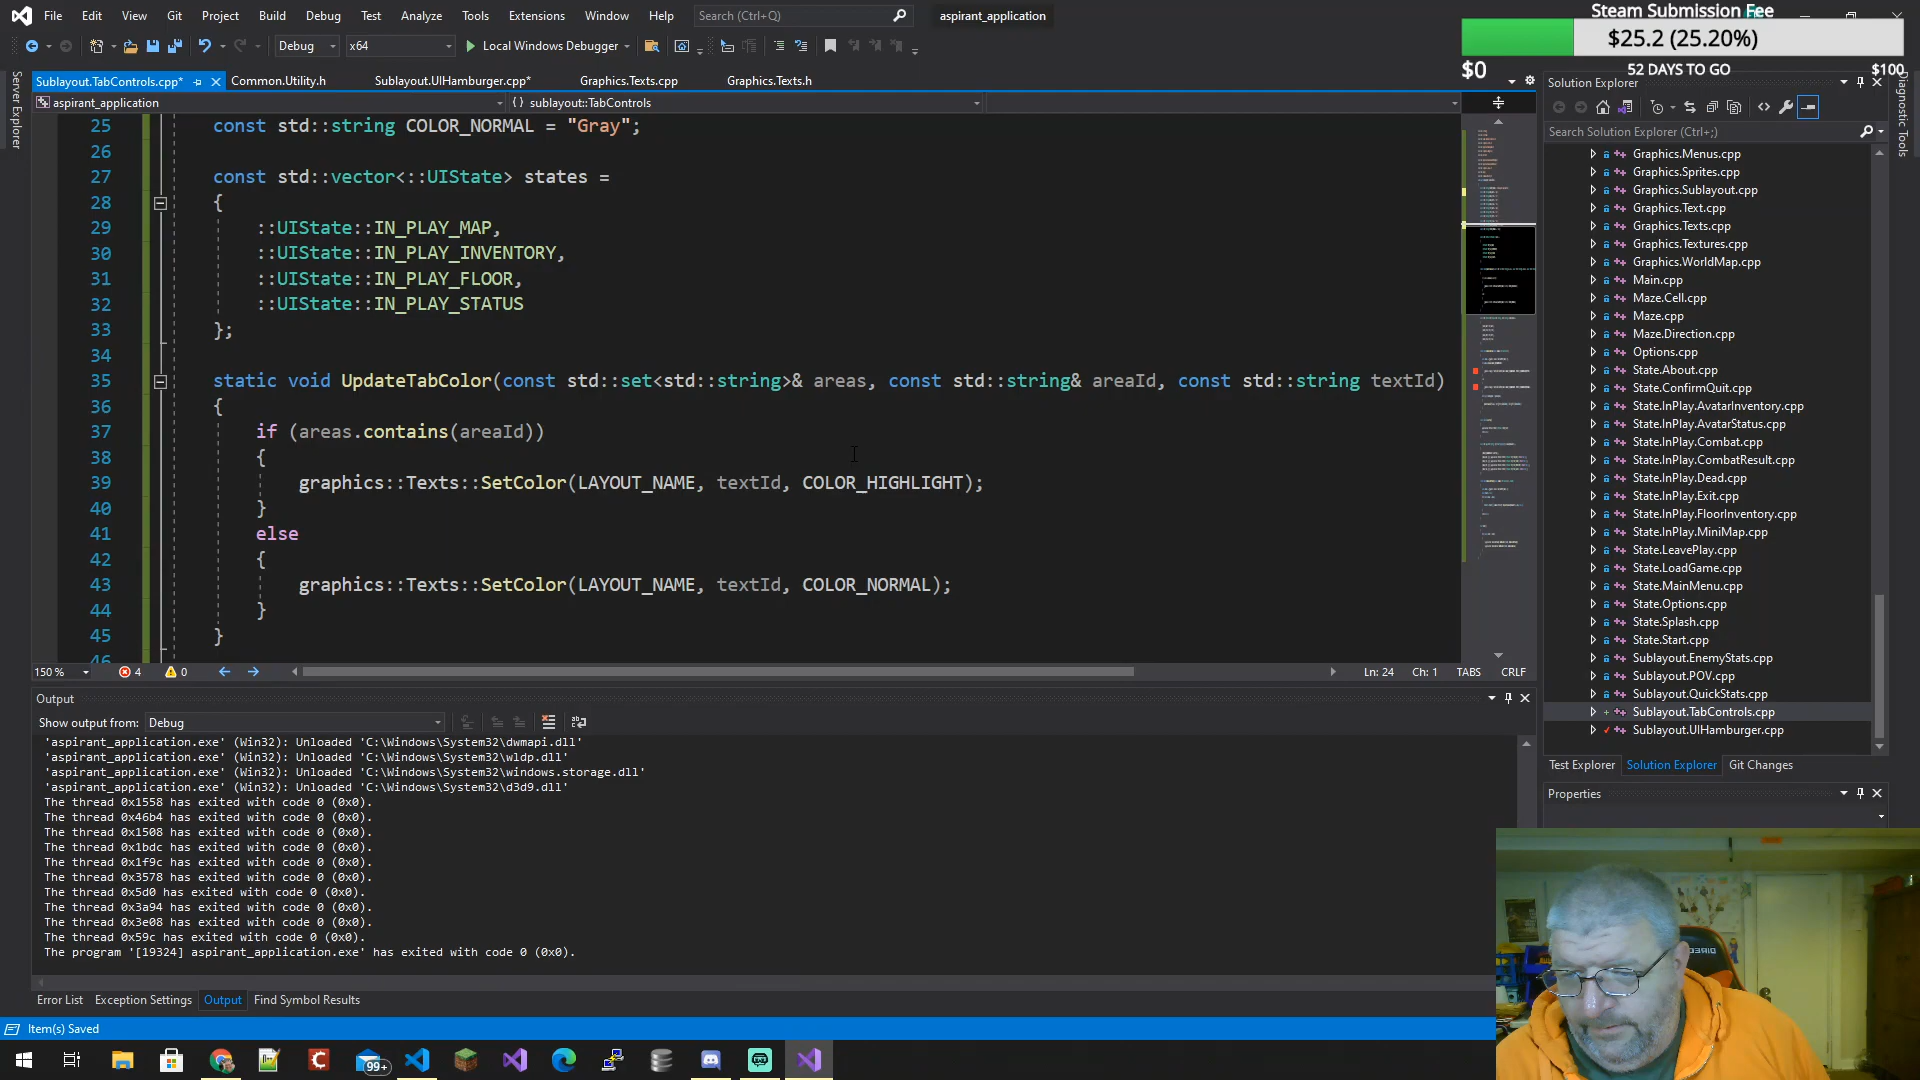 File Edit View Git Project Build Debug Test Analyze Tools Extensions Window Help Search (Ctrl+Q) aspirant_application
Steam Submission Fee
$25.2 (25.20%)
$0 52 DAYS TO GO $100
Debug x64 Local Windows Debugger
Server Explorer
Diagnostic Tools
Sublayout.TabControls.cpp* Common.Utility.h Sublayout.UIHamburger.cpp* Graphics.Texts.cpp Graphics.Texts.h
aspirant_application {} sublayout::TabControls
25 const std::string COLOR_NORMAL = "Gray";
26
27 const std::vector<::UIState> states =
28 {
29 ::UIState::IN_PLAY_MAP,
30 ::UIState::IN_PLAY_INVENTORY,
31 ::UIState::IN_PLAY_FLOOR,
32 ::UIState::IN_PLAY_STATUS
33 };
34
35 static void UpdateTabColor(const std::set<std::string>& areas, const std::string& areaId, const std::string textId)
36 {
37 if (areas.contains(areaId))
38 {
39 graphics::Texts::SetColor(LAYOUT_NAME, textId, COLOR_HIGHLIGHT);
40 }
41 else
42 {
43 graphics::Texts::SetColor(LAYOUT_NAME, textId, COLOR_NORMAL);
44 }
45 }
46
150 % 4 0 Ln: 24 Ch: 1 TABS CRLF
Output
Show output from: Debug
'aspirant_application.exe' (Win32): Unloaded 'C:\Windows\System32\dwmapi.dll'
'aspirant_application.exe' (Win32): Unloaded 'C:\Windows\System32\wldp.dll'
'aspirant_application.exe' (Win32): Unloaded 'C:\Windows\System32\windows.storage.dll'
'aspirant_application.exe' (Win32): Unloaded 'C:\Windows\System32\d3d9.dll'
The thread 0x1558 has exited with code 0 (0x0).
The thread 0x46b4 has exited with code 0 (0x0).
The thread 0x1508 has exited with code 0 (0x0).
The thread 0x1bdc has exited with code 0 (0x0).
The thread 0x1f9c has exited with code 0 (0x0).
The thread 0x3578 has exited with code 0 (0x0).
The thread 0x5d0 has exited with code 0 (0x0).
The thread 0x3a94 has exited with code 0 (0x0).
The thread 0x3e08 has exited with code 0 (0x0).
The thread 0x59c has exited with code 0 (0x0).
The program '[19324] aspirant_application.exe' has exited with code 0 (0x0).
Error List Exception Settings Output Find Symbol Results
Item(s) Saved
Solution Explorer
Search Solution Explorer (Ctrl+;)
Graphics.Menus.cpp
Graphics.Sprites.cpp
Graphics.Sublayout.cpp
Graphics.Text.cpp
Graphics.Texts.cpp
Graphics.Textures.cpp
Graphics.WorldMap.cpp
Main.cpp
Maze.Cell.cpp
Maze.cpp
Maze.Direction.cpp
Options.cpp
State.About.cpp
State.ConfirmQuit.cpp
State.InPlay.AvatarInventory.cpp
State.InPlay.AvatarStatus.cpp
State.InPlay.Combat.cpp
State.InPlay.CombatResult.cpp
State.InPlay.Dead.cpp
State.InPlay.Exit.cpp
State.InPlay.FloorInventory.cpp
State.InPlay.MiniMap.cpp
State.LeavePlay.cpp
State.LoadGame.cpp
State.MainMenu.cpp
State.Options.cpp
State.Splash.cpp
State.Start.cpp
Sublayout.EnemyStats.cpp
Sublayout.POV.cpp
Sublayout.QuickStats.cpp
Sublayout.TabControls.cpp
Sublayout.UIHamburger.cpp
Test Explorer Solution Explorer Git Changes
Properties
99+